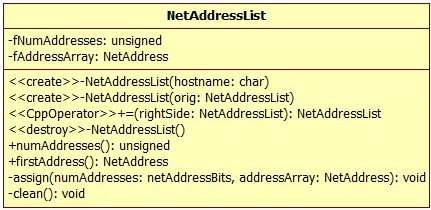 NetAddressList
-fNumAddresses: unsigned
-fAddressArray: NetAddress
<<create>>-NetAddressList(hostname: char)
<<create>>-NetAddressList(orig: NetAddressList)
<<CppOperator>>+=(rightSide: NetAddressList): NetAddressList
<<destroy>>-NetAddressList()
+numAddresses(): unsigned
+firstAddress(): NetAddress
-assign(numAddresses: netAddressBits, addressArray: NetAddress): void
-clean(): void